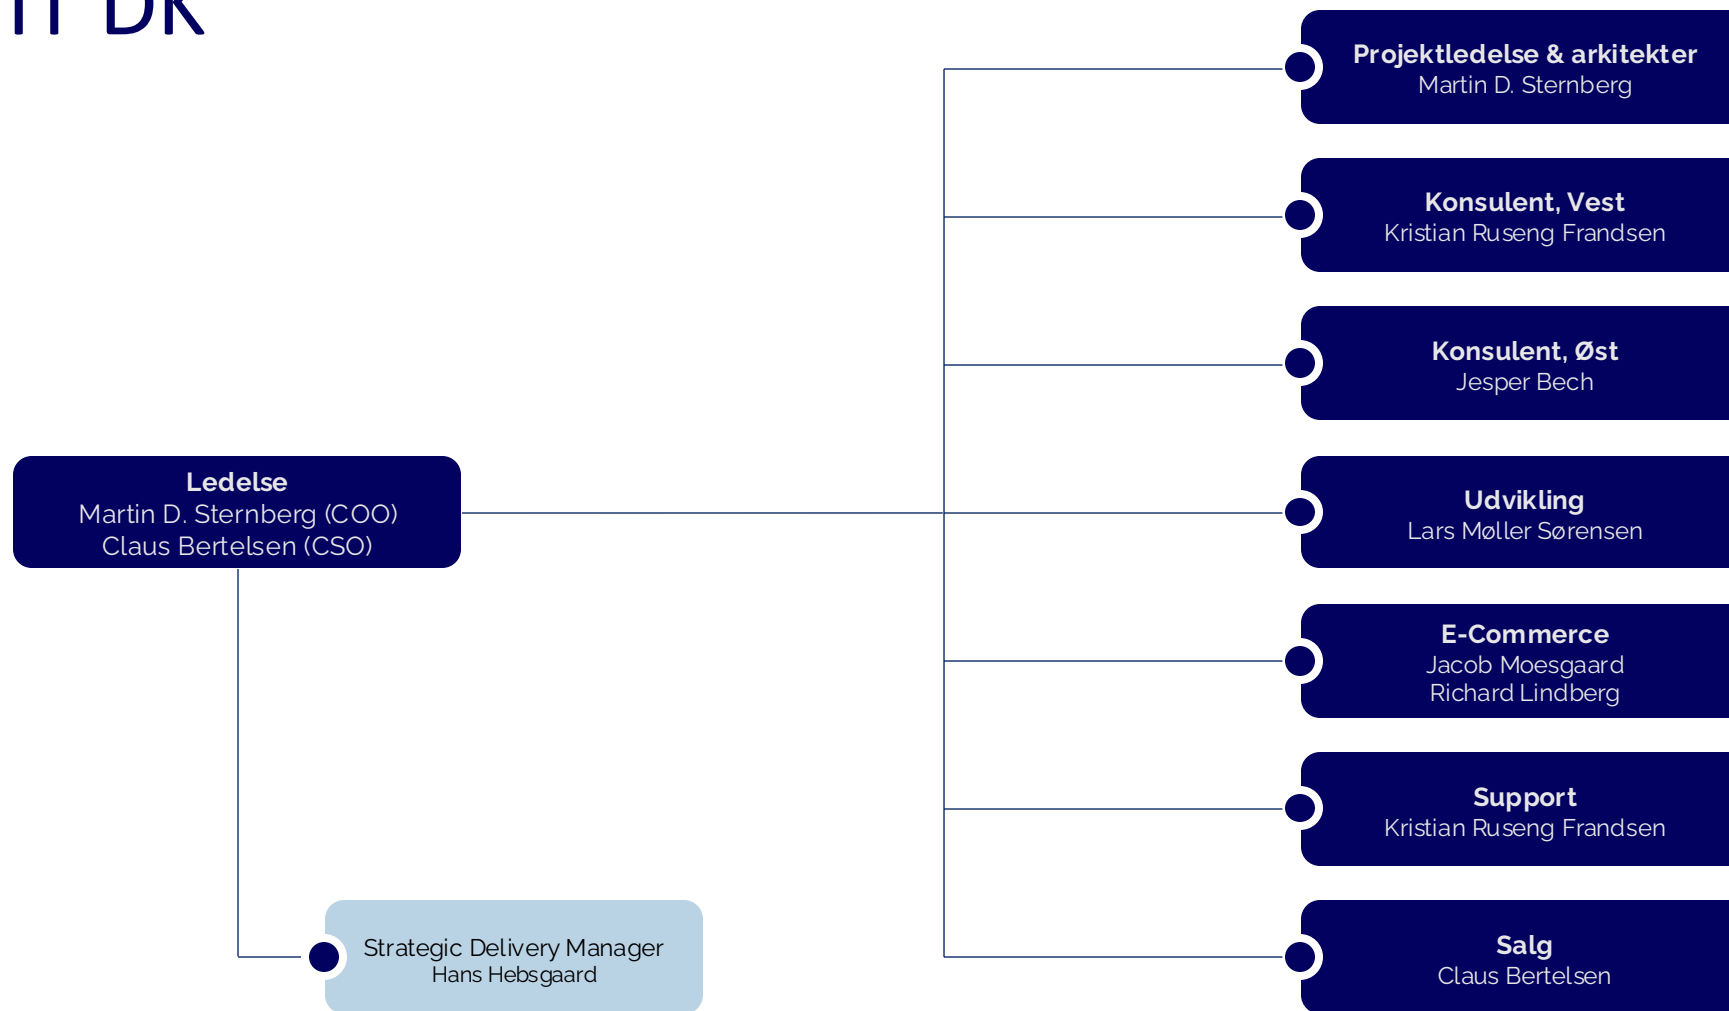 IT DK
Projektledelse & arkitekter
Martin D. Sternberg
Konsulent, Vest
Kristian Ruseng Frandsen
Konsulent, Øst
Jesper Bech
Ledelse
Martin D. Sternberg (COO)
Claus Bertelsen (CSO)
Udvikling
Lars Møller Sørensen
E-Commerce
Jacob Moesgaard
Richard Lindberg
Support
Kristian Ruseng Frandsen
Strategic Delivery Manager
Hans Hebsgaard
Salg
Claus Bertelsen